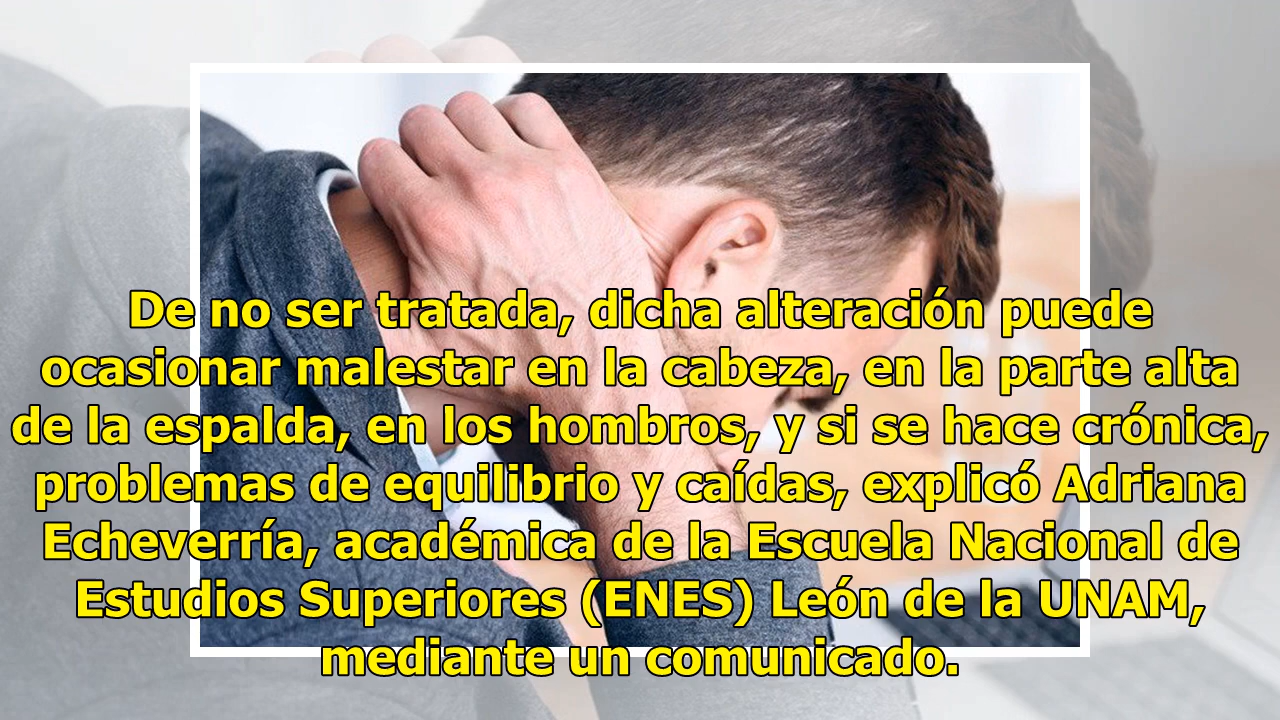 De no ser tratada, dicha alteración puede
ocasionar malestar en la cabeza, en la parte alta
de la espalda, en los hombros, y si se hace crónica,
problemas de equilibrio y caídas, explicó Adriana
Echeverría, académica de la Escuela Nacional de
Estudios Superiores (ENES) León de la UNAM,
mediante un comunicado.